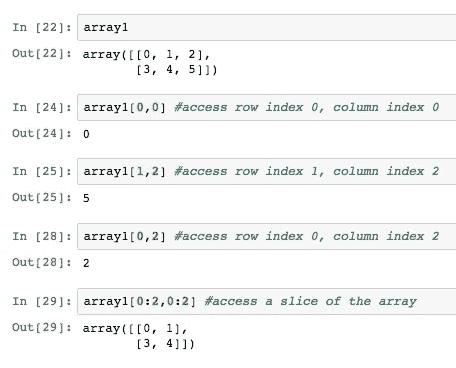 In [22]: array1
Out[22]: array([[0, 1, 2],
       [3, 4, 5]])
In [24]: array1[0,0] #access row index 0, column index 0
Out[24]: 0
In [25]: array1[1,2] #access row index 1, column index 2
Out[25]: 5
In [28]: array1[0,2] #access row index 0, column index 2
Out[28]: 2
In [29]: array1[0:2,0:2] #access a slice of the array
Out[29]: array([[0, 1],
       [3, 4]])